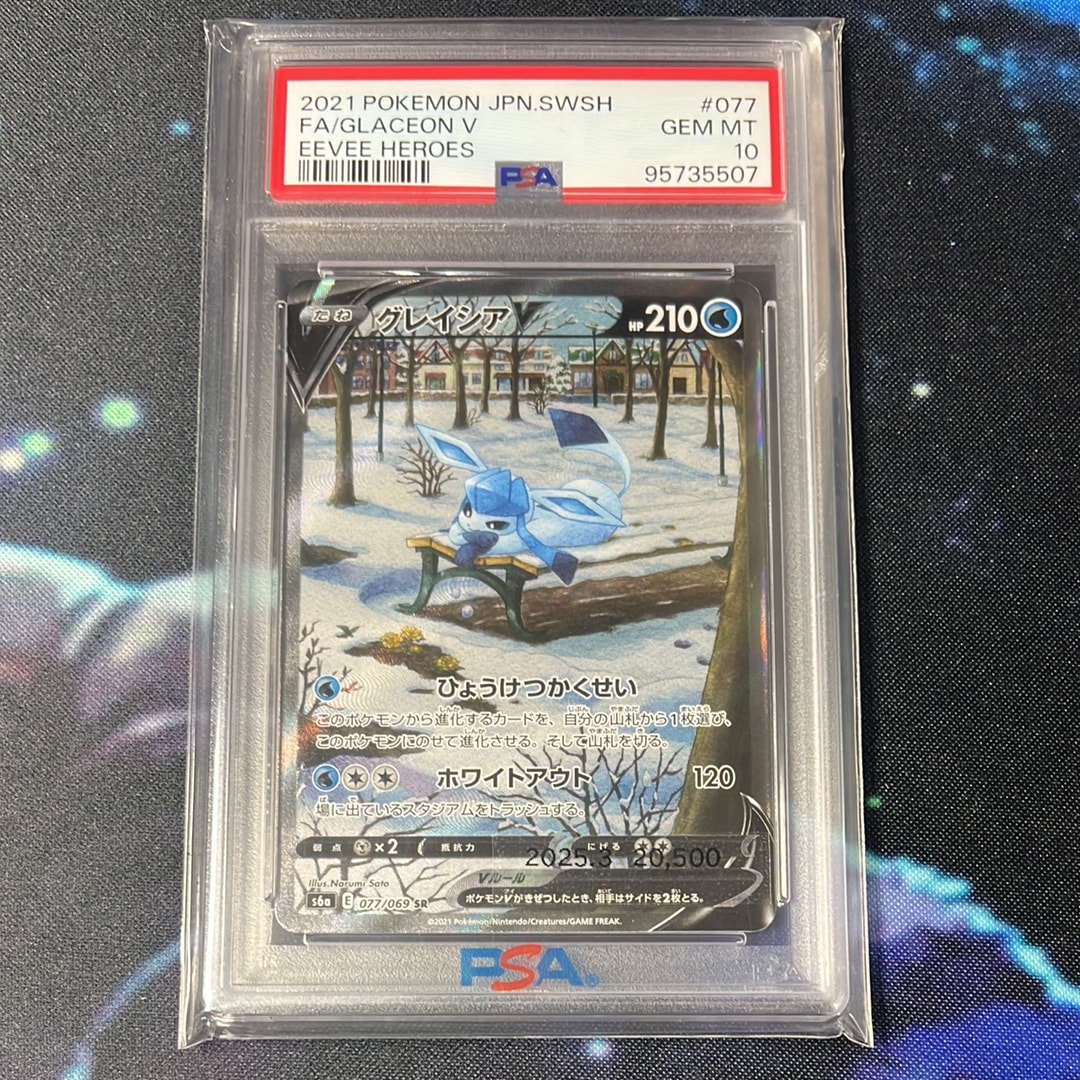 2021 POKEMON JPN.SWSH #077
FA/GLACEON V GEM MT
EEVEE HEROES 10
PSA 95735507
たね グレイシアV HP210
ひょうけつかくせい
このポケモンから進化するカードを、自分の山札から1枚選び、
このポケモンにのせて進化させる。そして山札を切る。
ホワイトアウト 120
場に出ているスタジアムをトラッシュする。
弱点 ×2 抵抗力 にげる
2025.3 20,500
Illus.Narumi Sato
Vルール
ポケモンVがきぜつしたとき、相手はサイドを2枚とる。
s6a E 077/069 SR
©2021 Pokémon/Nintendo/Creatures/GAME FREAK.
PSA®